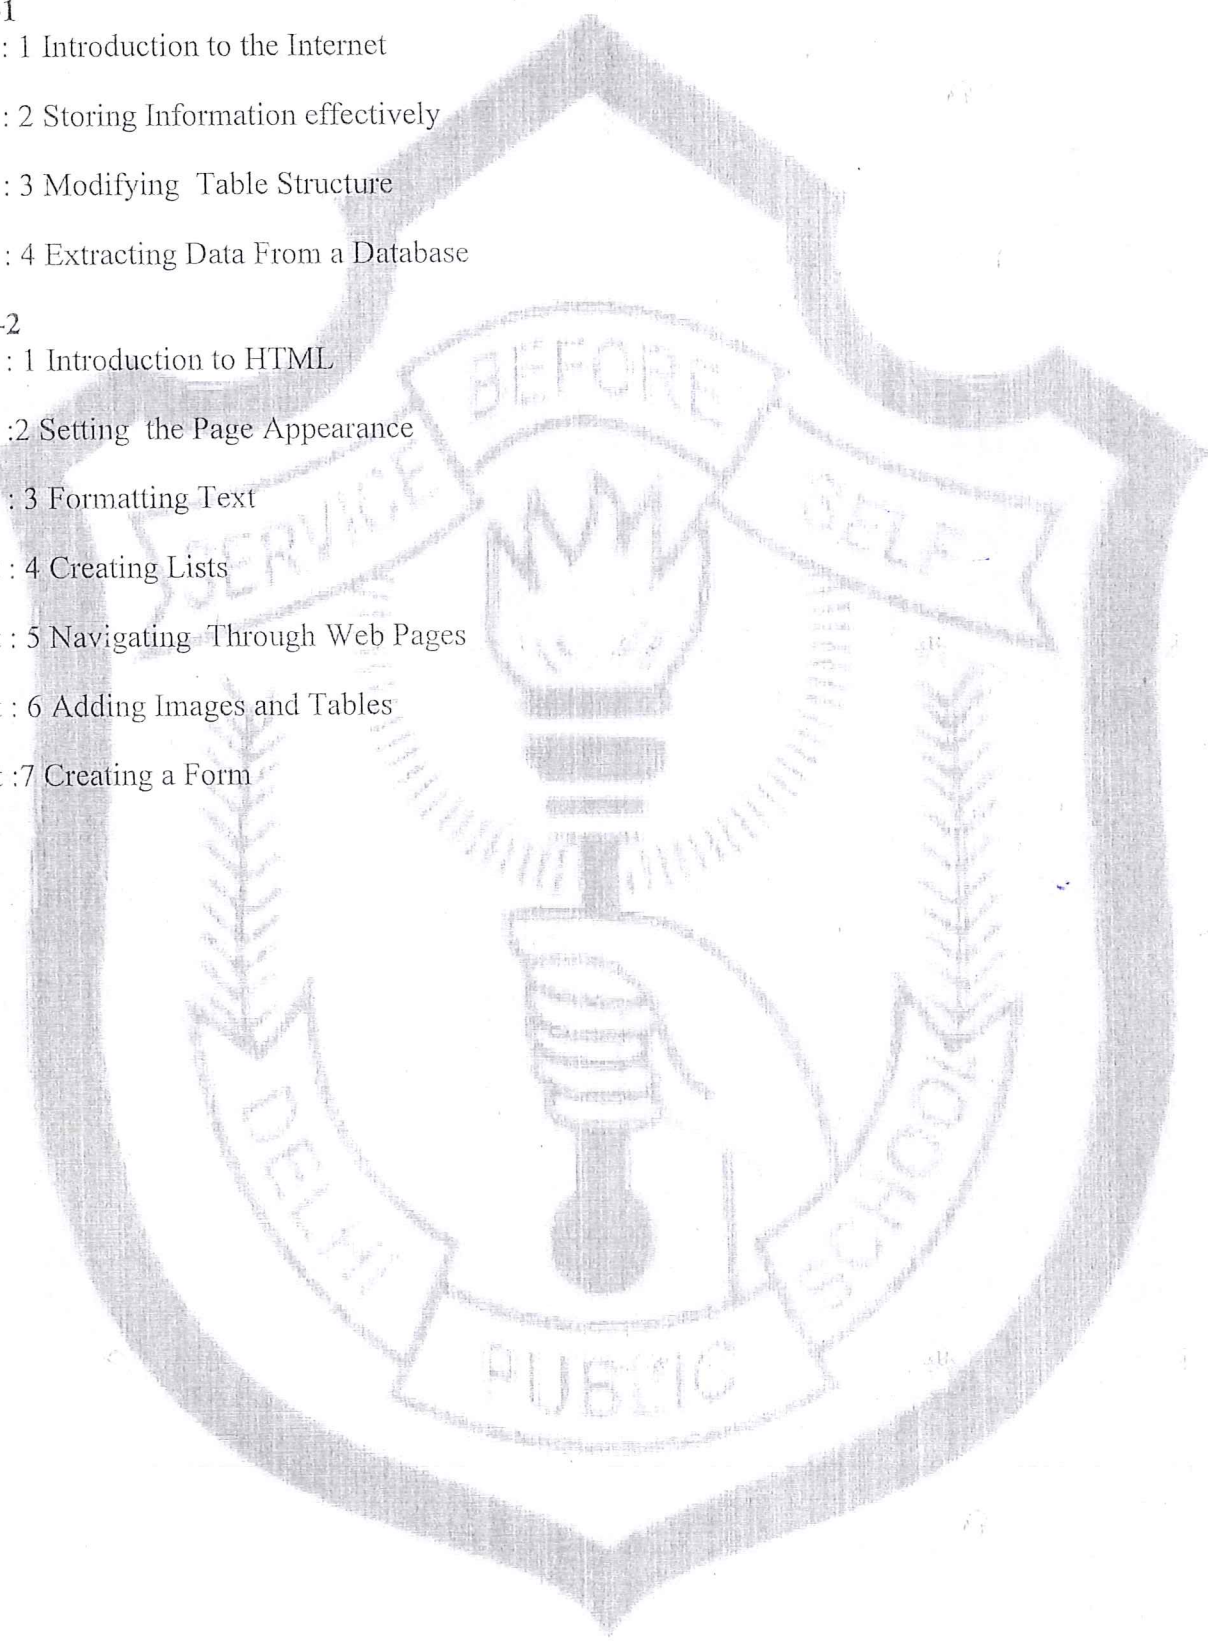 1
: 1 Introduction to the Internet
: 2 Storing Information effectively
: 3 Modifying Table Structure
: 4 Extracting Data From a Database
-2
: 1 Introduction to HTML
:2 Setting the Page Appearance
: 3 Formatting Text
: 4 Creating Lists
: 5 Navigating Through Web Pages
: 6 Adding Images and Tables
:7 Creating a Form
SERVICE BEFORE SELF
DELHI PUBLIC SCHOOL